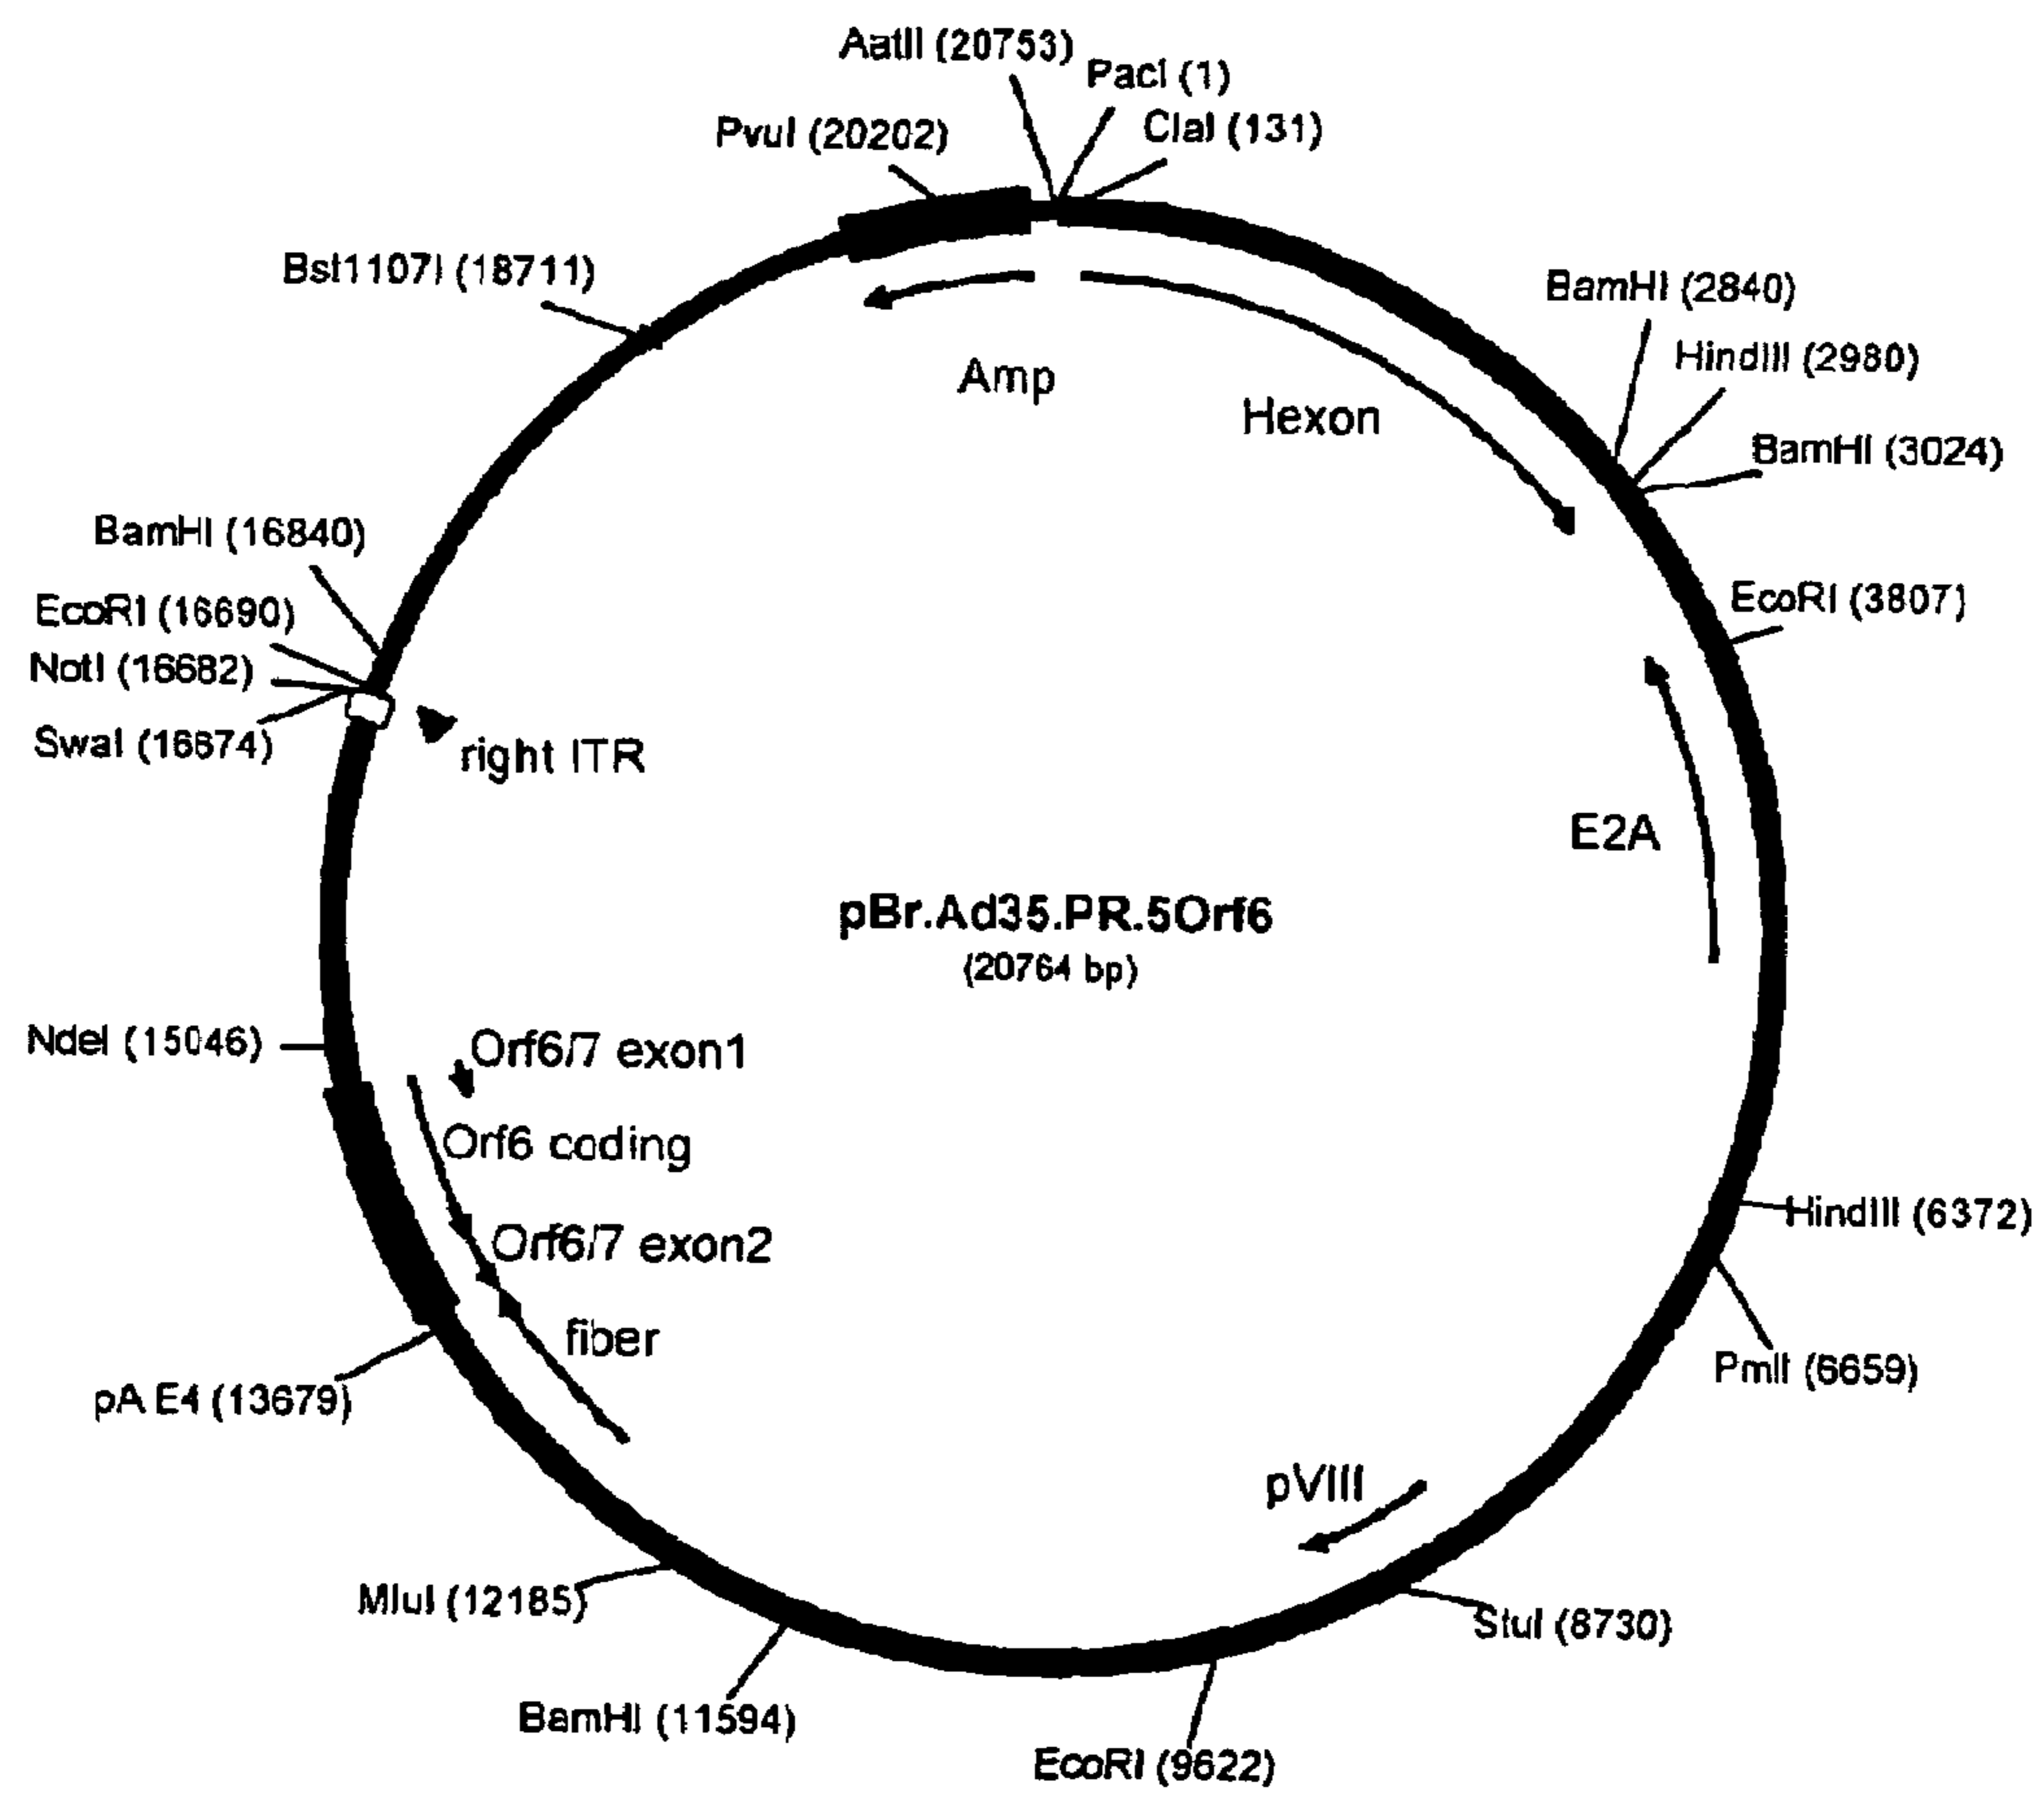 AatII (20753)
PacI (1)
PvuI (20202)
ClaI (131)
Bst1107I (18711)
BamHI (2840)
HindIII (2980)
Amp
Hexon
BamHI (3024)
BamHI (16840)
EcoRI (16690)
EcoRI (3807)
NotI (16682)
SwaI (16674)
right ITR
E2A
pBr.Ad35.PR.5Orf6
(20764 bp)
NdeI (15046)
Orf6/7 exon1
Orf6 coding
HindIII (6372)
Orf6/7 exon2
fiber
PmlI (6659)
pA E4 (13679)
pVIII
MluI (12185)
StuI (8730)
BamHI (11594)
EcoRI (9622)